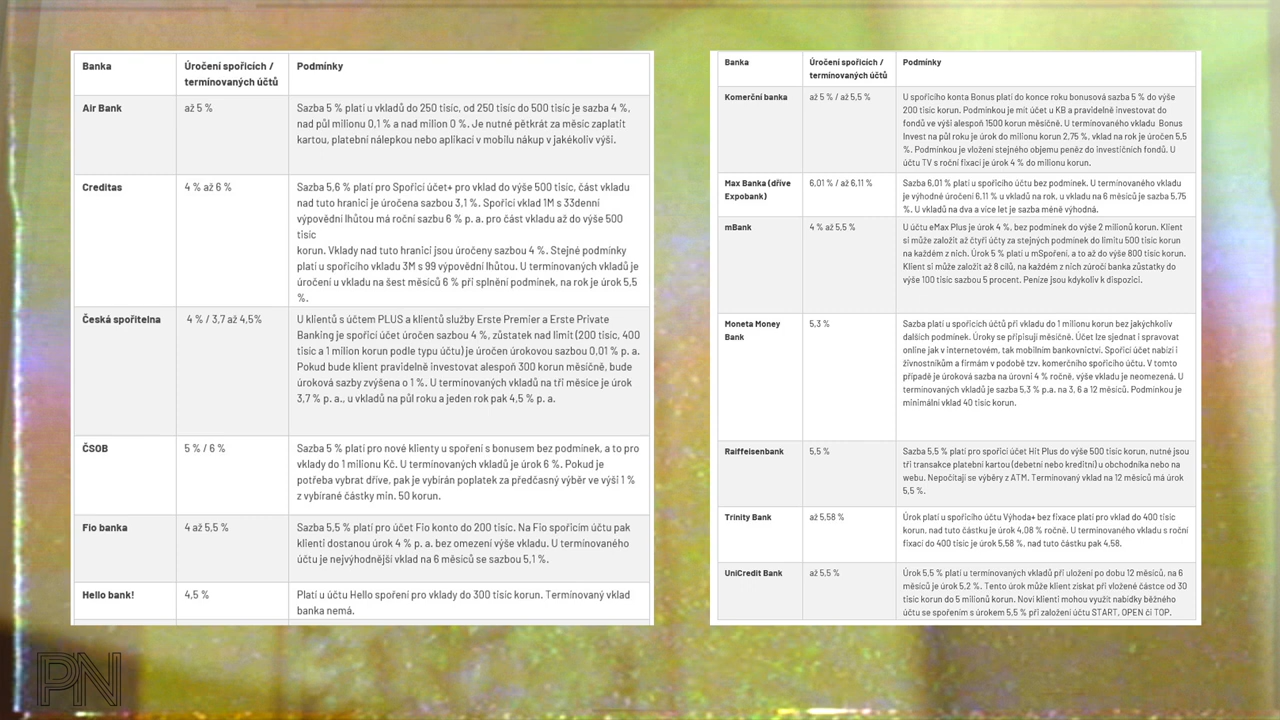 Banka
Úročení spořicích /
termínovaných účtů
Podmínky
Air Bank
až 5 %
Sazba 5 % platí u vkladů do 250 tisíc, od 250 tisíc do 500 tisíc je sazba 4 %,
nad půl milionu 0,1 % a nad milion 0 %. Je nutné pětkrát za měsíc zaplatit
kartou, platební nálepkou nebo aplikací v mobilu nákup v jakékoliv výši.
Creditas
4 % až 6 %
Sazba 5,6 % platí pro Spořicí účet+ pro vklad do výše 500 tisíc, část vkladu
nad tuto hranici je úročena sazbou 3,1 %. Spořicí vklad 1M s 33denní
výpovědní lhůtou má roční sazbu 6 % p. a. pro část vkladu až do výše 500
tisíc
korun. Vklady nad tuto hranici jsou úročeny sazbou 4 %. Stejné podmínky
platí u spořicího vkladu 3M s 99 výpovědní lhůtou. U termínovaných vkladů je
úročení u vkladu na šest měsíců 6 % při splnění podmínek, na rok je úrok 5,5
%.
Česká spořitelna
4 % / 3,7 až 4,5%
U klientů s účtem PLUS a klientů služby Erste Premier a Erste Private
Banking je spořicí účet úročen sazbou 4 %, zůstatek nad limit (200 tisíc, 400
tisíc a 1 milion korun podle typu účtu) je úročen úrokovou sazbou 0,01 % p. a.
Pokud bude klient pravidelně investovat alespoň 300 korun měsíčně, bude
úroková sazby zvýšena o 1 %. U termínovaných vkladů na tři měsíce je úrok
3,7 % p. a., u vkladů na půl roku a jeden rok pak 4,5 % p. a.
ČSOB
5 % / 6 %
Sazba 5 % platí pro nové klienty u spoření s bonusem bez podmínek, a to pro
vklady do 1 milionu Kč. U termínovaných vkladů je úrok 6 %. Pokud je
potřeba vybrat dříve, pak je vybírán poplatek za předčasný výběr ve výši 1 %
z vybírané částky min. 50 korun.
Fio banka
4 až 5,5 %
Sazba 5,5 % platí pro účet Fio konto do 200 tisíc. Na Fio spořicím účtu pak
klienti dostanou úrok 4 % p. a. bez omezení výše vkladu. U termínovaného
účtu je nejvýhodnější vklad na 6 měsíců se sazbou 5,1 %.
Hello bank!
4,5 %
Platí u účtu Hello spoření pro vklady do 300 tisíc korun. Termínovaný vklad
banka nemá.
Banka
Úročení spořicích /
termínovaných účtů
Podmínky
Komerční banka
až 5 % / až 5,5 %
U spořicího konta Bonus platí do konce roku bonusová sazba 5 % do výše
200 tisíc korun. Podmínkou je mít účet u KB a pravidelně investovat do
fondů ve výši alespoň 1500 korun měsíčně. U termínovaného vkladu Bonus
Invest na půl roku je úrok do milionu korun 2,75 %, vklad na rok je úročen 5,5
%. Podmínkou je vložení stejného objemu peněz do investičních fondů. U
účtu TV s roční fixací je úrok 4 % do milionu korun.
Max Banka (dříve
Expobank)
6,01 % / až 6,11 %
Sazba 6,01 % platí u spořicího účtu bez podmínek. U termínovaného vkladu
je výhodné úročení 6,11 % u vkladů na rok, u vkladu na 6 měsíců je sazba 5,75
%. U vkladů na dva a více let je sazba méně výhodná.
mBank
4 % až 5,5 %
U účtu eMax Plus je úrok 4 %, bez podmínek do výše 2 milionů korun. Klient
si může založit až čtyři účty za stejných podmínek do limitu 500 tisíc korun
na každém z nich. Úrok 5 % platí u mSpoření, a to až do výše 800 tisíc korun.
Klient si může založit až 8 cílů, na každém z nich zúročí banka zůstatky do
výše 100 tisíc sazbou 5 procent. Peníze jsou kdykoliv k dispozici.
Moneta Money
Bank
5,3 %
Sazba platí u spořicích účtů při vkladu do 1 milionu korun bez jakýchkoliv
dalších podmínek. Úroky se připisují měsíčně. Účet lze sjednat i spravovat
online jak v internetovém, tak mobilním bankovnictví. Spořicí účet nabízí i
živnostníkům a firmám v podobě tzv. komerčního spořicího účtu. V tomto
případě je úroková sazba na úrovni 4 % ročně, výše vkladu je neomezená. U
termínovaných vkladů je sazba 5,3 % p.a. na 3, 6 a 12 měsíců. Podmínkou je
minimální vklad 40 tisíc korun.
Raiffeisenbank
5,5 %
Sazba 5,5 % platí pro spořicí účet Hit Plus do výše 500 tisíc korun, nutné jsou
tři transakce platební kartou (debetní nebo kreditní) u obchodníka nebo na
webu. Nepočítají se výběry z ATM. Termínovaný vklad na 12 měsíců má úrok
5,5 %.
Trinity Bank
až 5,58 %
Úrok platí u spořicího účtu Výhoda+ bez fixace platí pro vklad do 400 tisíc
korun, nad tuto částku je úrok 4,08 % ročně. U termínovaného vkladu s roční
fixací do 400 tisíc je úrok 5,58 %, nad tuto částku pak 4,58.
UniCredit Bank
až 5,5 %
Úrok 5,5 % platí u termínovaných vkladů při uložení po dobu 12 měsíců, na 6
měsíců je úrok 5,2 %. Tento úrok může klient získat při vložené částce od 30
tisíc korun do 5 milionů korun. Noví klienti mohou využít nabídky běžného
účtu se spořením s úrokem 5,5 % při založení účtu START, OPEN či TOP.
PN